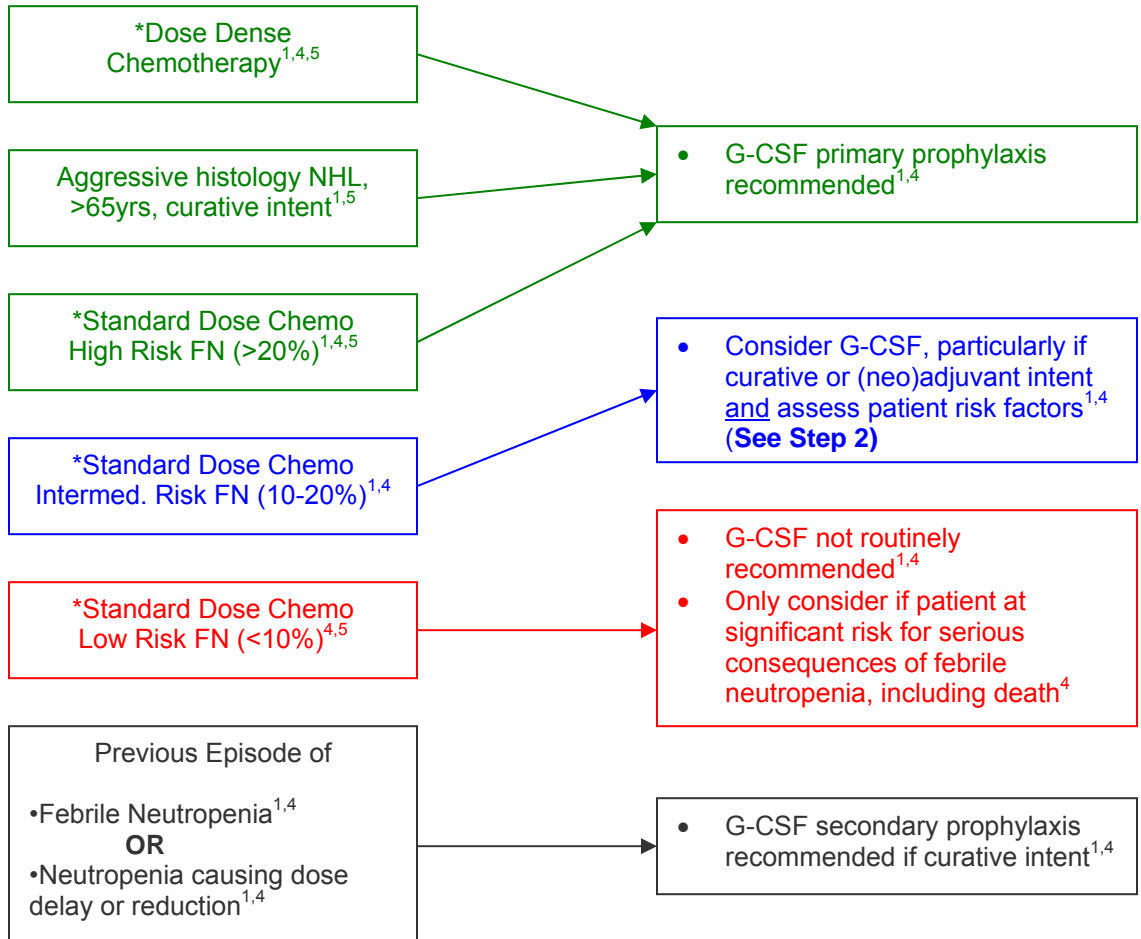 *Dose Dense
Chemotherapy1,4,5
Aggressive histology NHL,
>65yrs, curative intent1,5
*Standard Dose Chemo
High Risk FN (>20%)1,4,5
• G-CSF primary prophylaxis
recommended1,4
*Standard Dose Chemo
Intermed. Risk FN (10-20%)1,4
• Consider G-CSF, particularly if
curative or (neo)adjuvant intent
and assess patient risk factors1,4
(See Step 2)
*Standard Dose Chemo
Low Risk FN (<10%)4,5
• G-CSF not routinely
recommended1,4
• Only consider if patient at
significant risk for serious
consequences of febrile
neutropenia, including death4
Previous Episode of
•Febrile Neutropenia1,4
OR
•Neutropenia causing dose
delay or reduction1,4
• G-CSF secondary prophylaxis
recommended if curative intent1,4